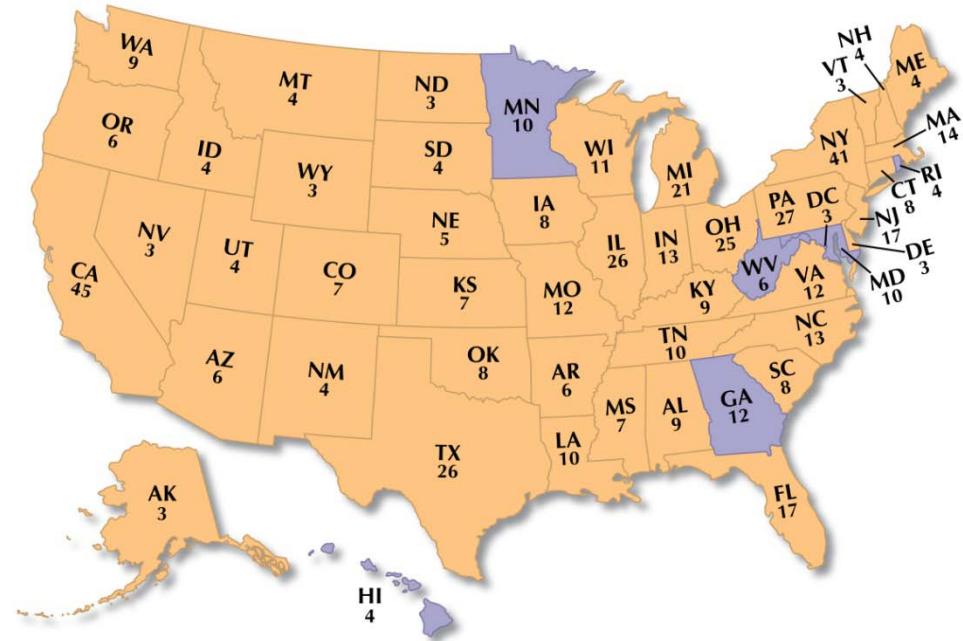 WA
9
MT
4
ND
3
MN
10
OR
6
ID
4
WY
3
SD
4
WI
11
MI
21
VT
3
NH
4
ME
4
NY
41
MA
14
RI
4
CT
8
NV
3
UT
4
CO
7
NE
5
IA
8
IL
26
IN
13
OH
25
PA
27
DC
3
NJ
17
DE
3
MD
10
CA
45
KS
7
MO
12
KY
9
WV
6
VA
12
AZ
6
NM
4
OK
8
AR
6
TN
10
NC
13
SC
8
TX
26
LA
10
MS
7
AL
9
GA
12
FL
17
AK
3
HI
4